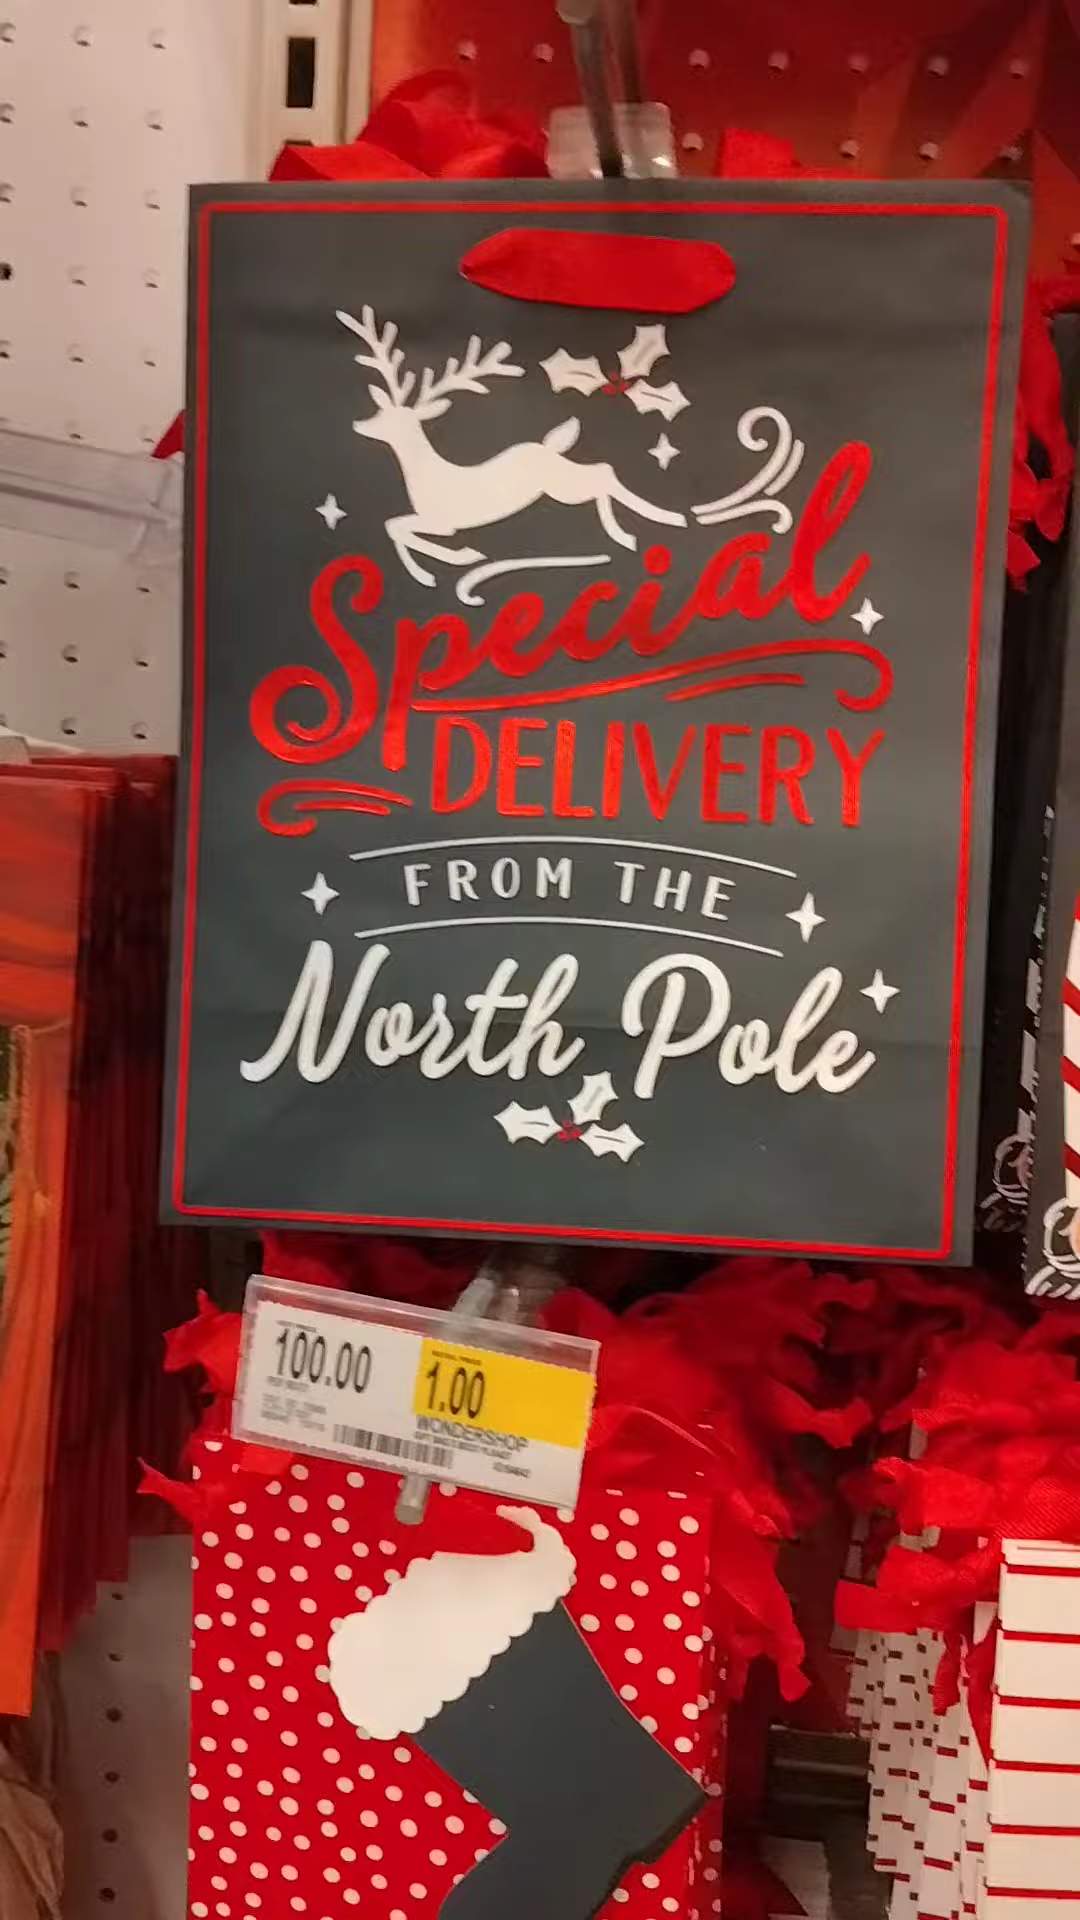 Special
DELIVERY
FROM THE
North Pole
100.00
1.00
WONDERSHOP